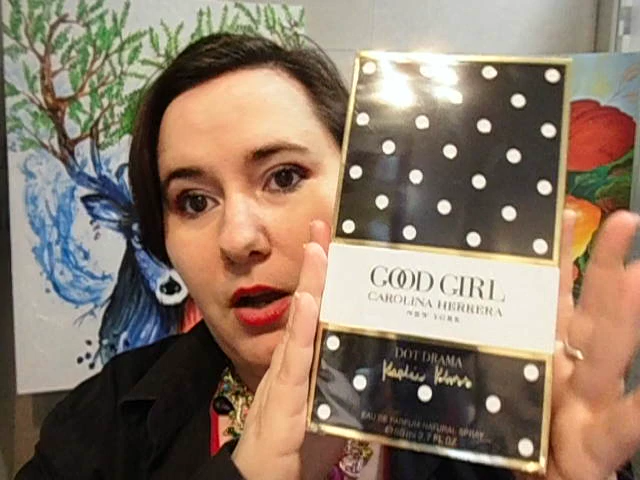 GOOD GIRL
CAROLINA HERRERA
NEW YORK
DOT DRAMA
Karlie Kloss
EAU DE PARFUM NATURAL SPRAY
2.7 FL OZ